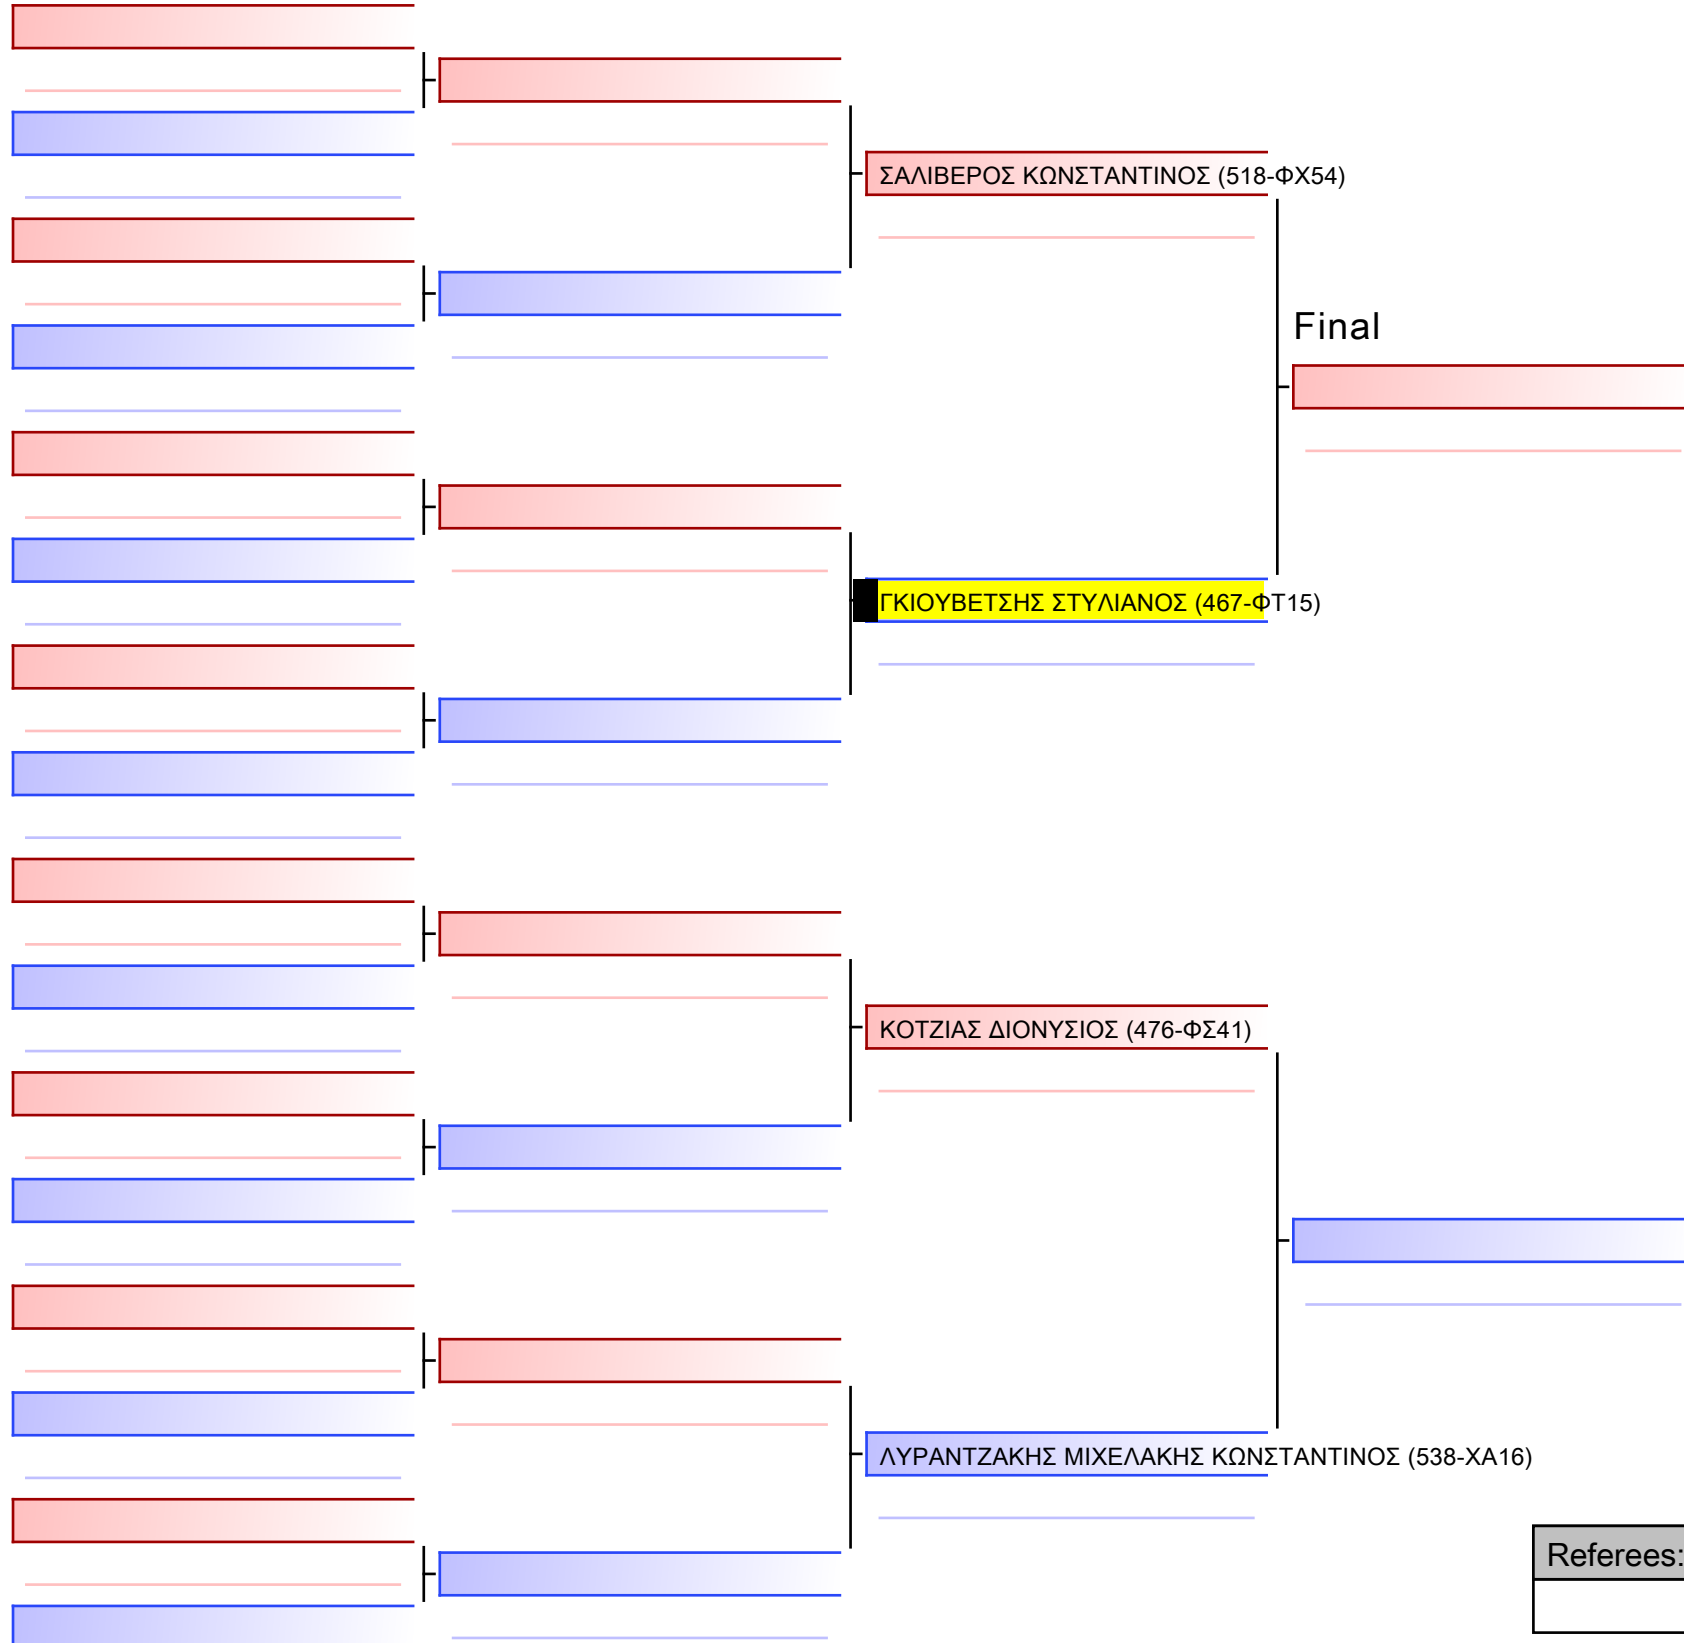 ΣΑΛΙΒΕΡΟΣ ΚΩΝΣΤΑΝΤΙΝΟΣ (518-ΦΧ54)
Final
ΓΚΙΟΥΒΕΤΣΗΣ ΣΤΥΛΙΑΝΟΣ (467-ΦΤ15)
ΚΟΤΖΙΑΣ ΔΙΟΝΥΣΙΟΣ (476-ΦΣ41)
ΛΥΡΑΝΤΖΑΚΗΣ ΜΙΧΕΛΑΚΗΣ ΚΩΝΣΤΑΝΤΙΝΟΣ (538-ΧΑ16)
Referees: